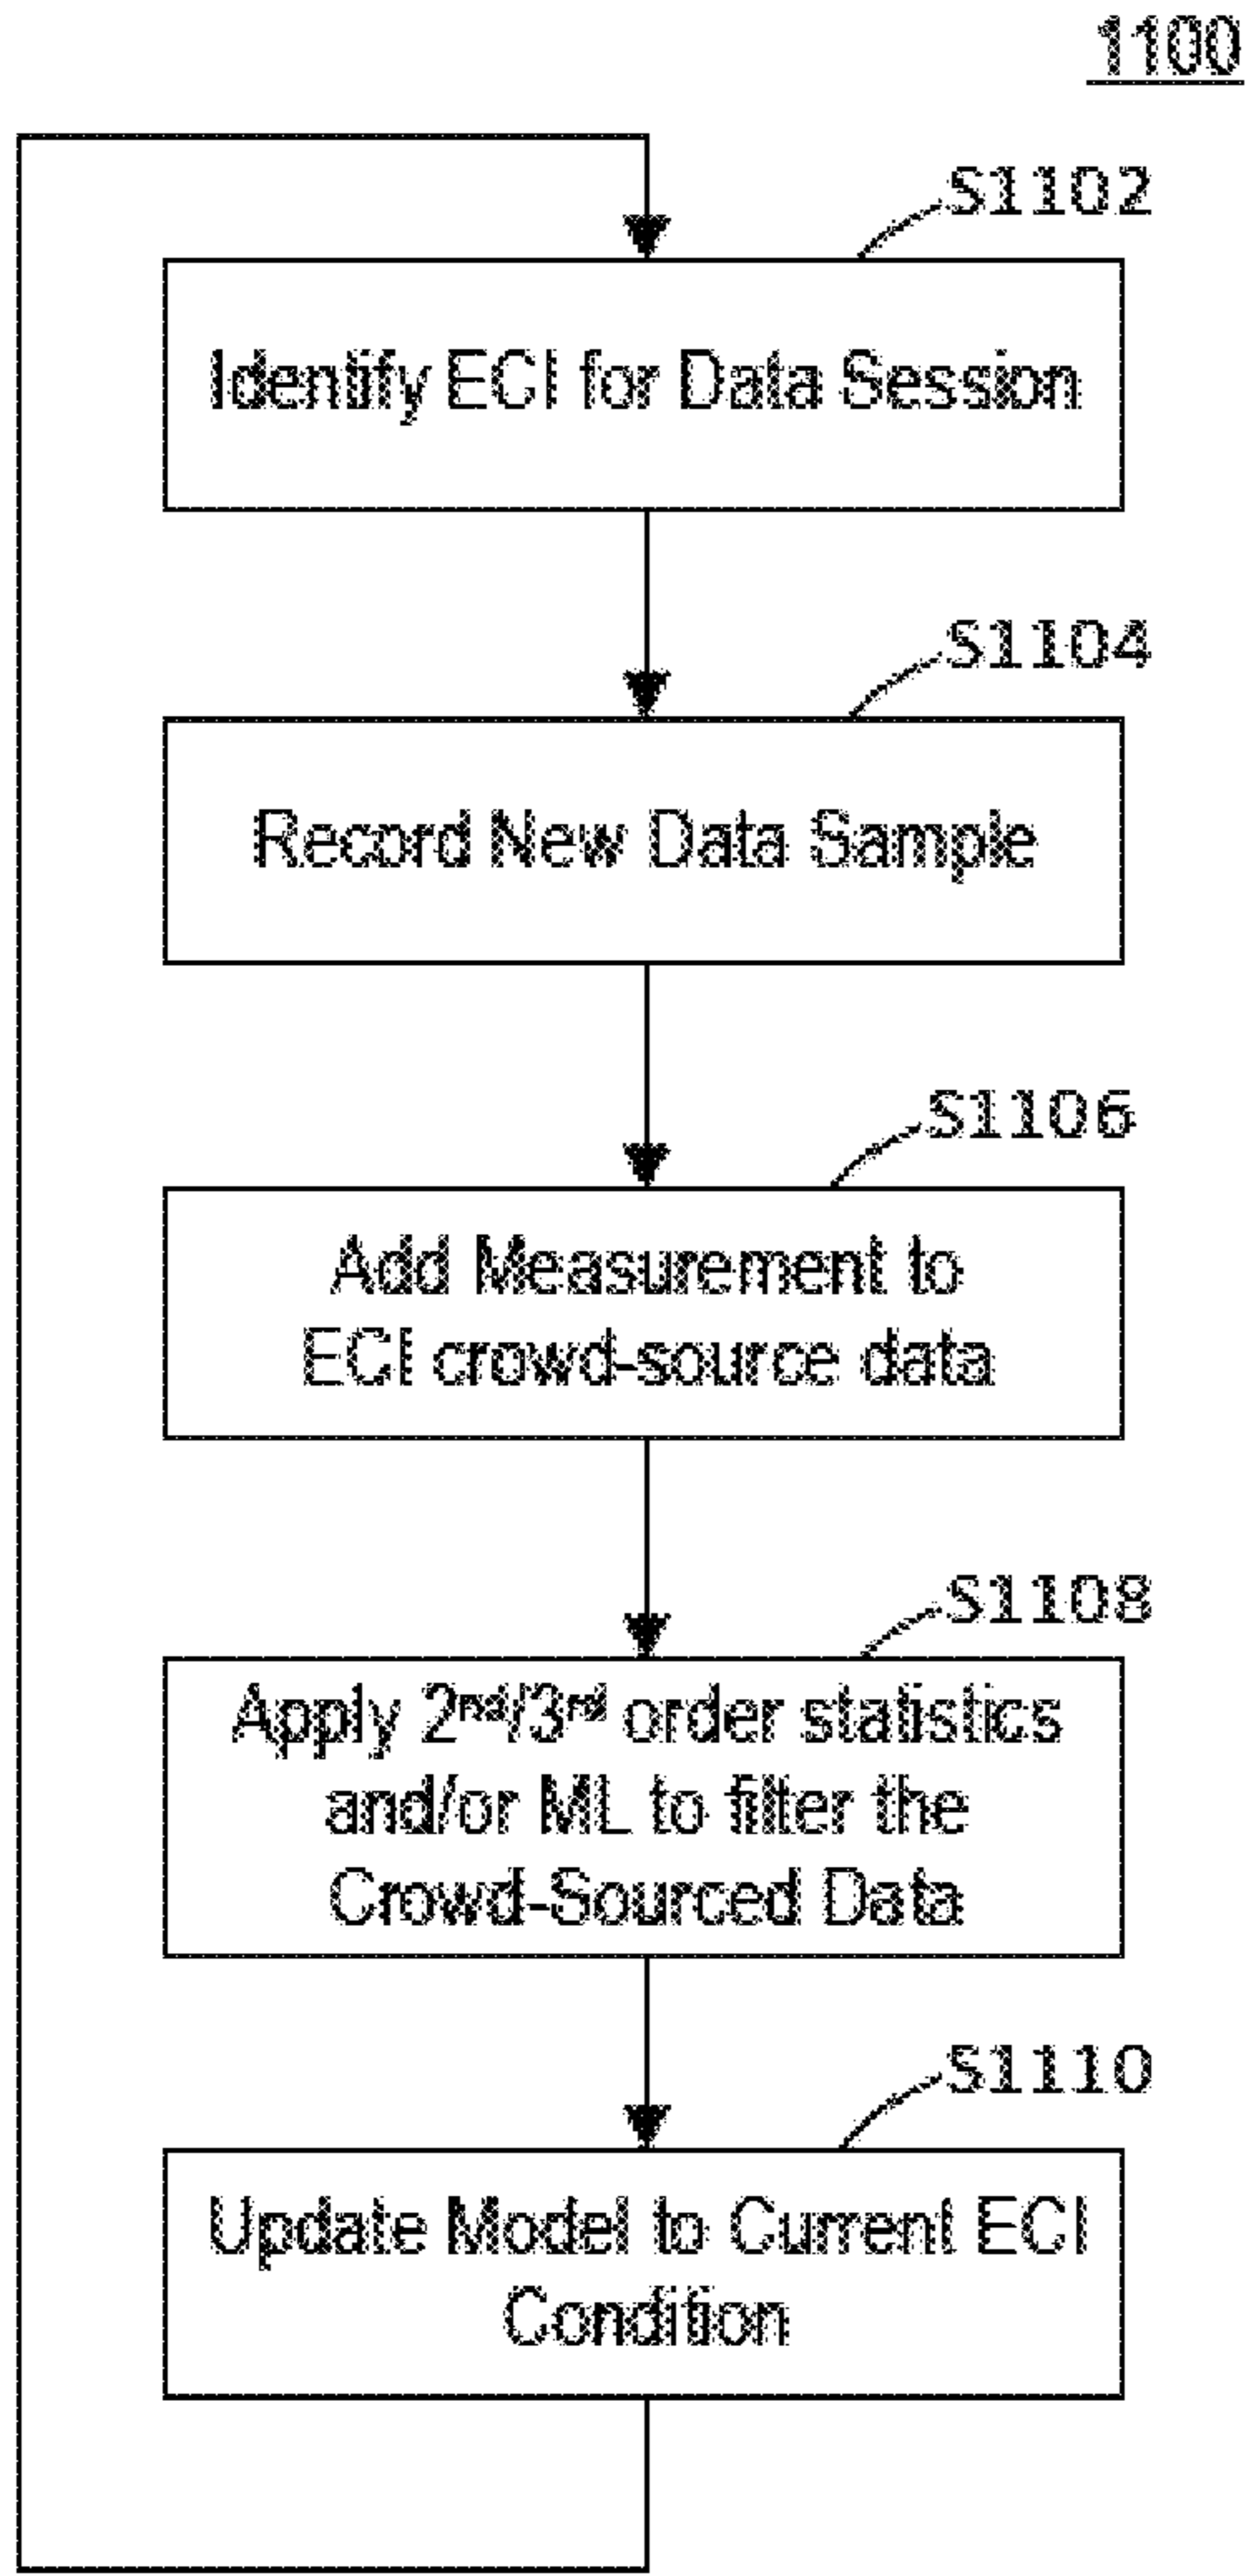 1100
S1102
Identify ECI for Data Session
S1104
Record New Data Sample
S1106
Add Measurement to
ECI crowd-source data
S1108
Apply 2nd/3rd order statistics
and/or ML to filter the
Crowd-Sourced Data
S1110
Update Model to Current ECI
Condition